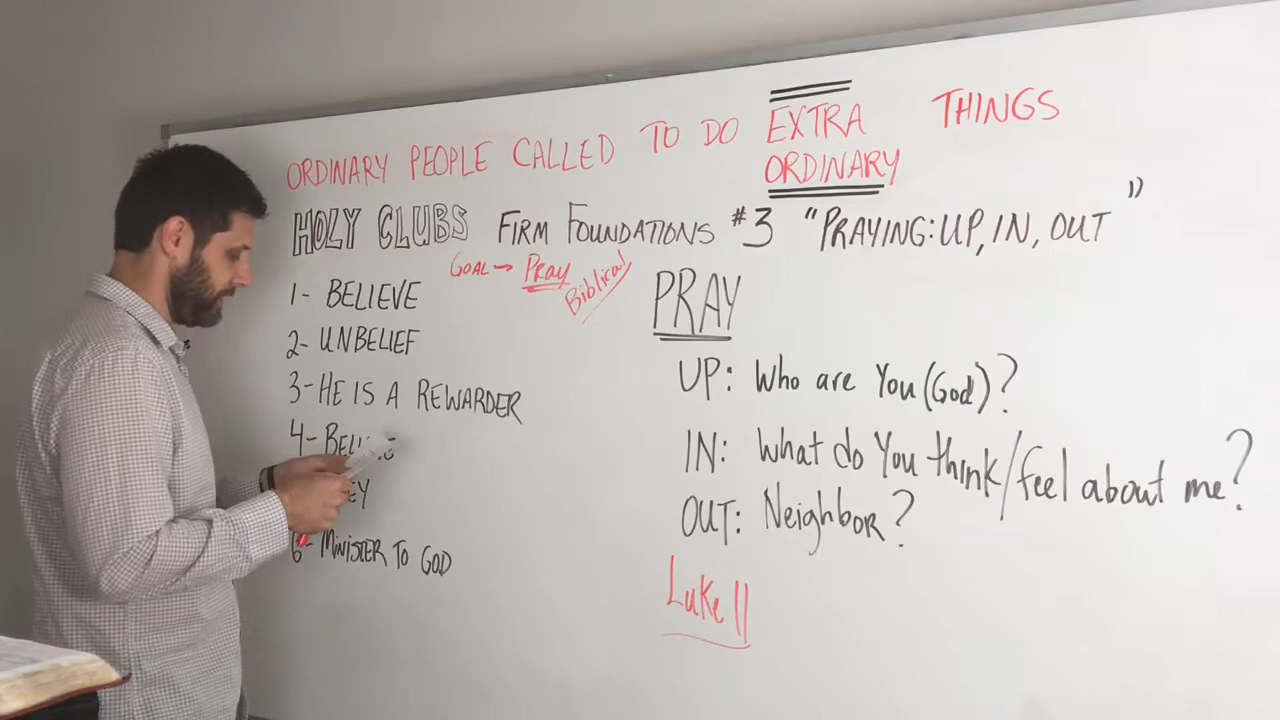 ORDINARY PEOPLE CALLED TO DO EXTRA ORDINARY THINGS
HOLY CLUBS FIRM FOUNDATIONS #3 "PRAYING: UP, IN, OUT"
GOAL → Pray Biblical
1- BELIEVE
2- UNBELIEF
3- HE IS A REWARDER
4-
6- MINISTER TO GOD
PRAY
UP: Who are You (God)?
IN: What do You think/feel about me?
OUT: Neighbor?
Luke 11